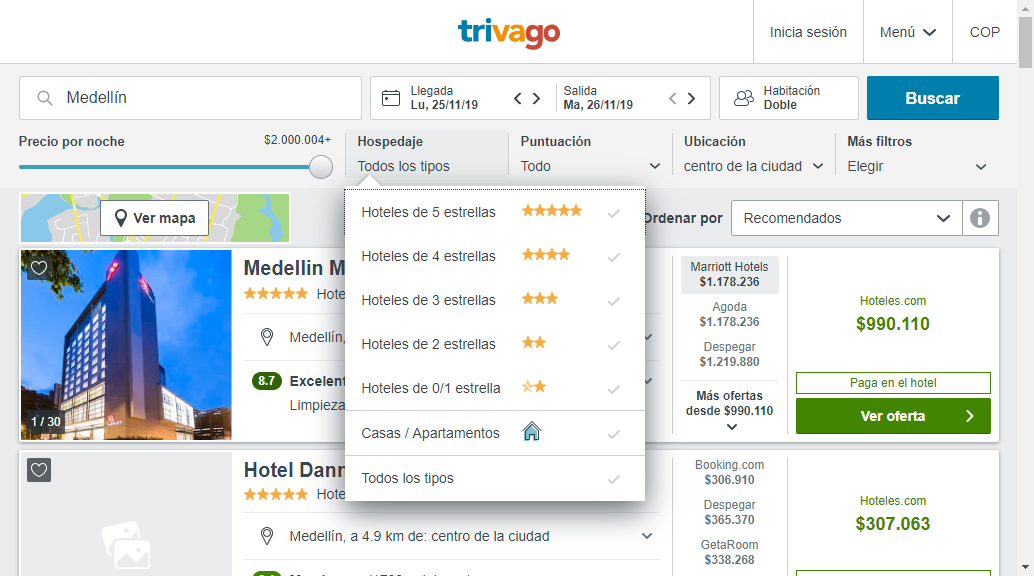 trivago
Inicia sesión
Menú
COP
Medellín
Llegada
Lu, 25/11/19
Salida
Ma, 26/11/19
Habitación
Doble
Buscar
Precio por noche
$2.000.004+
Hospedaje
Todos los tipos
Puntuación
Todo
Ubicación
centro de la ciudad
Más filtros
Elegir
Ver mapa
Ordenar por
Recomendados
Hoteles de 5 estrellas
Hoteles de 4 estrellas
Hoteles de 3 estrellas
Hoteles de 2 estrellas
Hoteles de 0/1 estrella
Casas / Apartamentos
Todos los tipos
1 / 30
Medellin M
Hote
Medellín,
8.7 Excelent
Limpieza
Marriott Hotels
$1.178.236
Agoda
$1.178.236
Despegar
$1.219.880
Más ofertas
desde $990.110
Hoteles.com
$990.110
Paga en el hotel
Ver oferta
Hotel Dann
Hote
Medellín, a 4.9 km de: centro de la ciudad
Booking.com
$306.910
Despegar
$365.370
GetaRoom
$338.268
Hoteles.com
$307.063